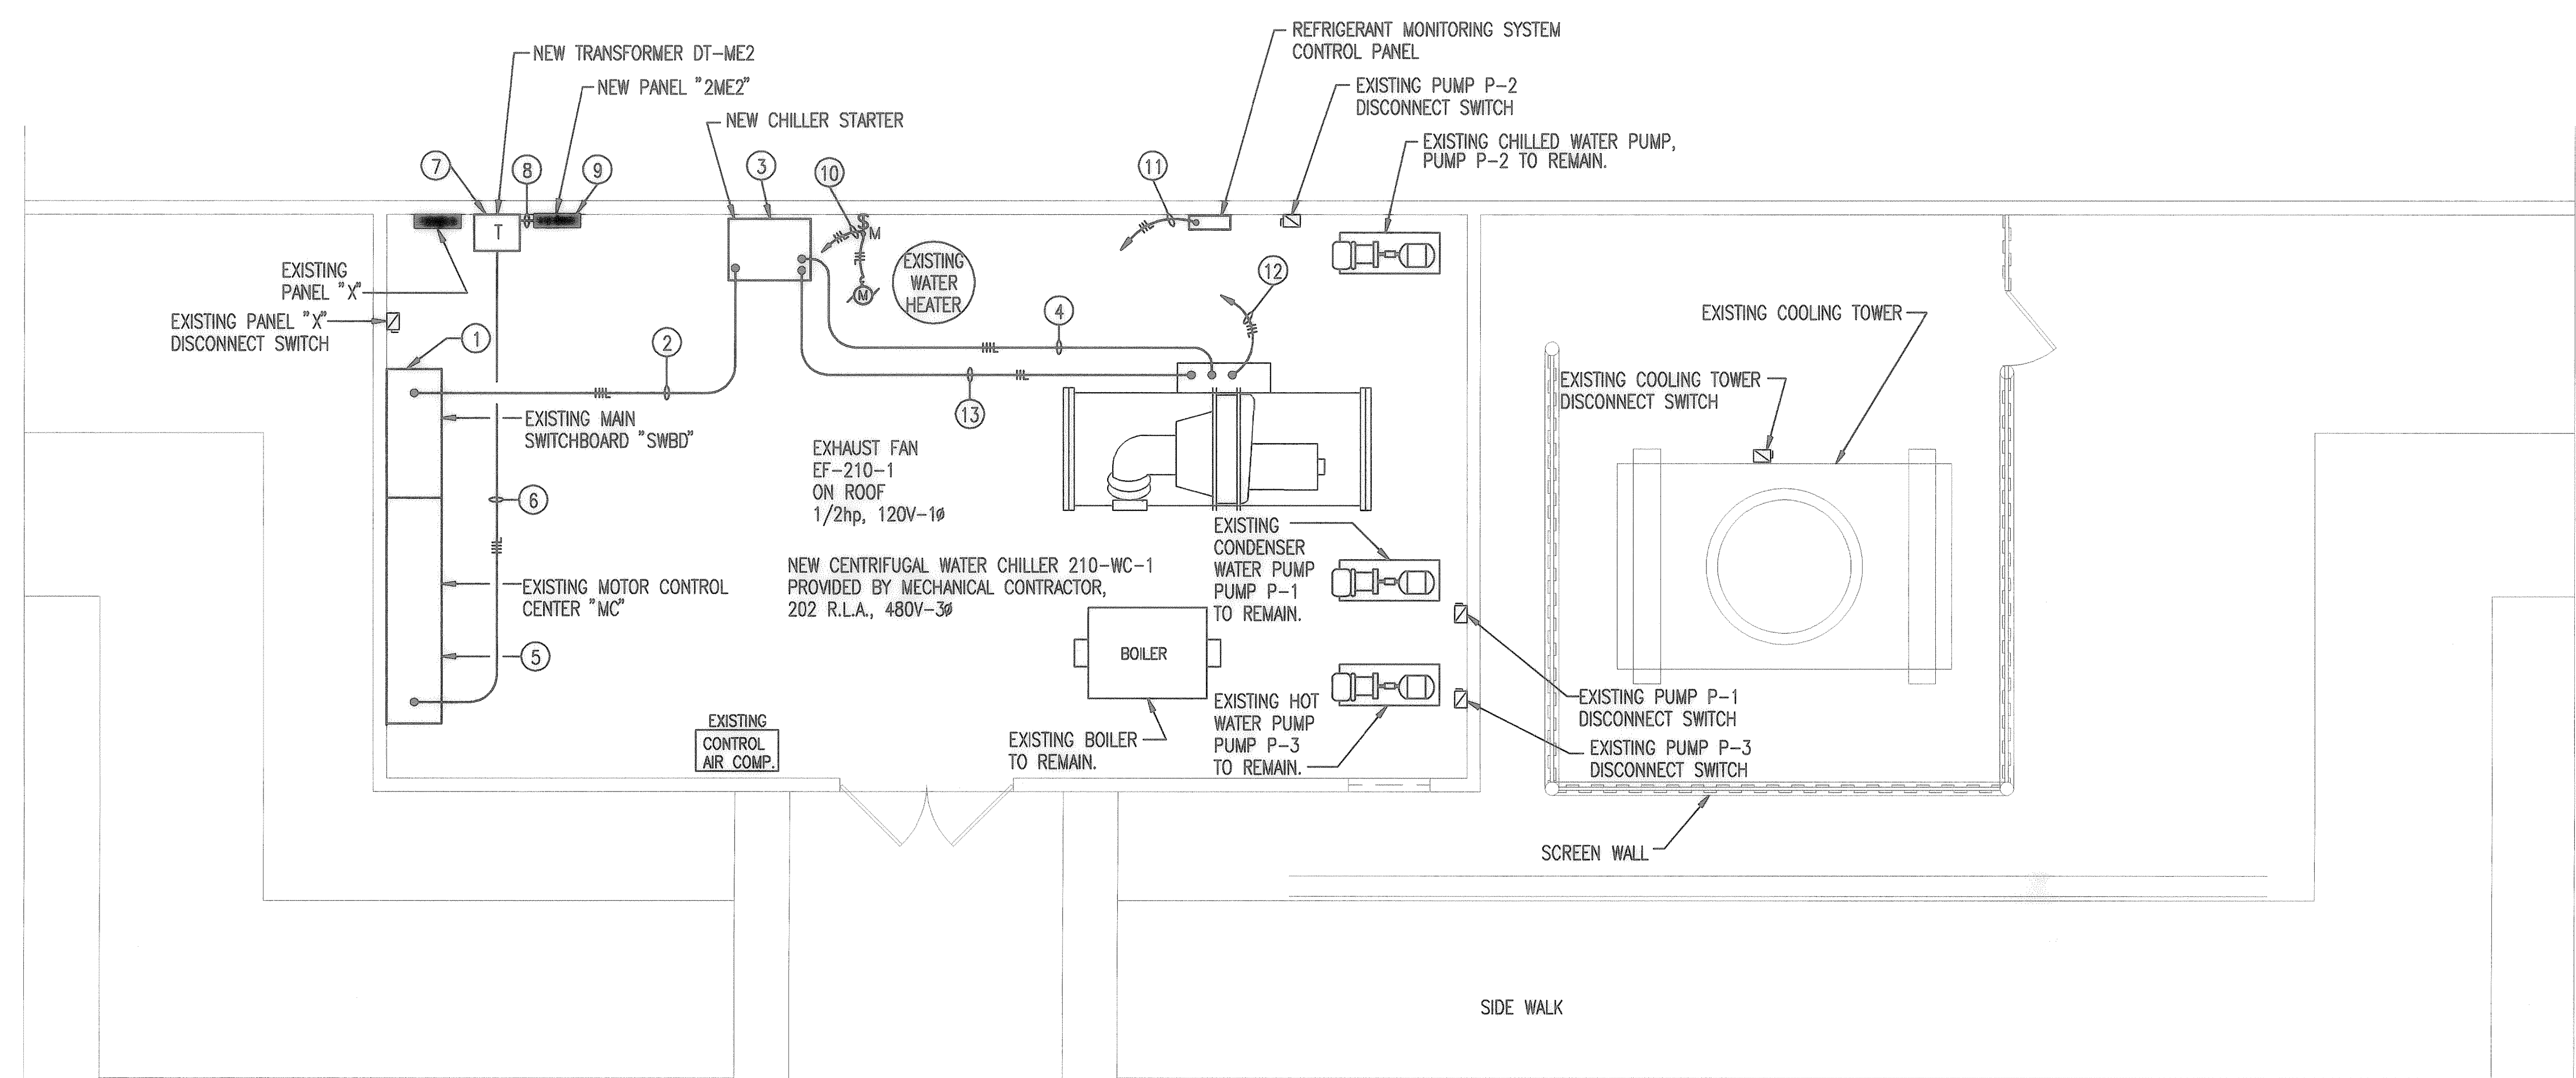 REFRIGERANT MONITORING SYSTEM
CONTROL PANEL
NEW TRANSFORMER DT-ME2
NEW PANEL "2ME2"
EXISTING PUMP P-2
DISCONNECT SWITCH
NEW CHILLER STARTER
EXISTING CHILLED WATER PUMP,
PUMP P-2 TO REMAIN.
7
8
9
3
10
11
T
$
M
M
EXISTING
WATER
HEATER
12
EXISTING
PANEL "X"
EXISTING PANEL "X"
DISCONNECT SWITCH
1
2
4
13
EXISTING COOLING TOWER
EXISTING COOLING TOWER
DISCONNECT SWITCH
EXISTING MAIN
SWITCHBOARD "SWBD"
EXHAUST FAN
EF-210-1
ON ROOF
1/2hp, 120V-1ø
6
EXISTING
CONDENSER
WATER PUMP
PUMP P-1
TO REMAIN.
NEW CENTRIFUGAL WATER CHILLER 210-WC-1
PROVIDED BY MECHANICAL CONTRACTOR,
202 R.L.A., 480V-3ø
EXISTING MOTOR CONTROL
CENTER "MC"
5
BOILER
EXISTING HOT
WATER PUMP
PUMP P-3
TO REMAIN.
EXISTING PUMP P-1
DISCONNECT SWITCH
EXISTING PUMP P-3
DISCONNECT SWITCH
EXISTING
CONTROL
AIR COMP.
EXISTING BOILER
TO REMAIN.
SCREEN WALL
SIDE WALK